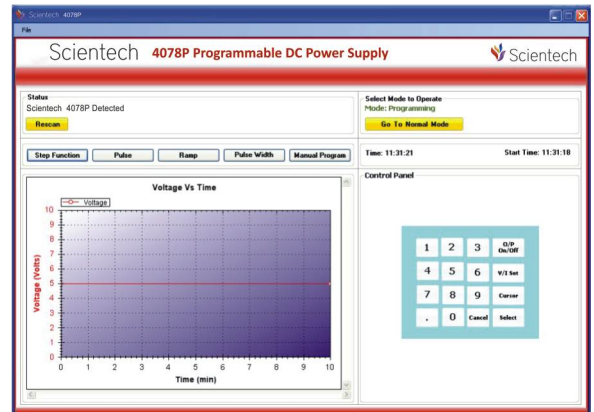 Scientech 4078P
File
Scientech 4078P Programmable DC Power Supply
Scientech
Status
Scientech 4078P Detected
Rescan
Select Mode to Operate
Mode: Programming
Go To Normal Mode
Step Function Pulse Ramp Pulse Width Manual Program
Time: 11:31:21 Start Time: 11:31:18
Voltage Vs Time
Voltage
10
9
8
7
6
5
4
3
2
1
0
Voltage (Volts)
0 1 2 3 4 5 6 7 8 9 10
Time (min)
Control Panel
1 2 3 O/P On/Off
4 5 6 V/I Set
7 8 9 Cursor
. 0 Cancel Select